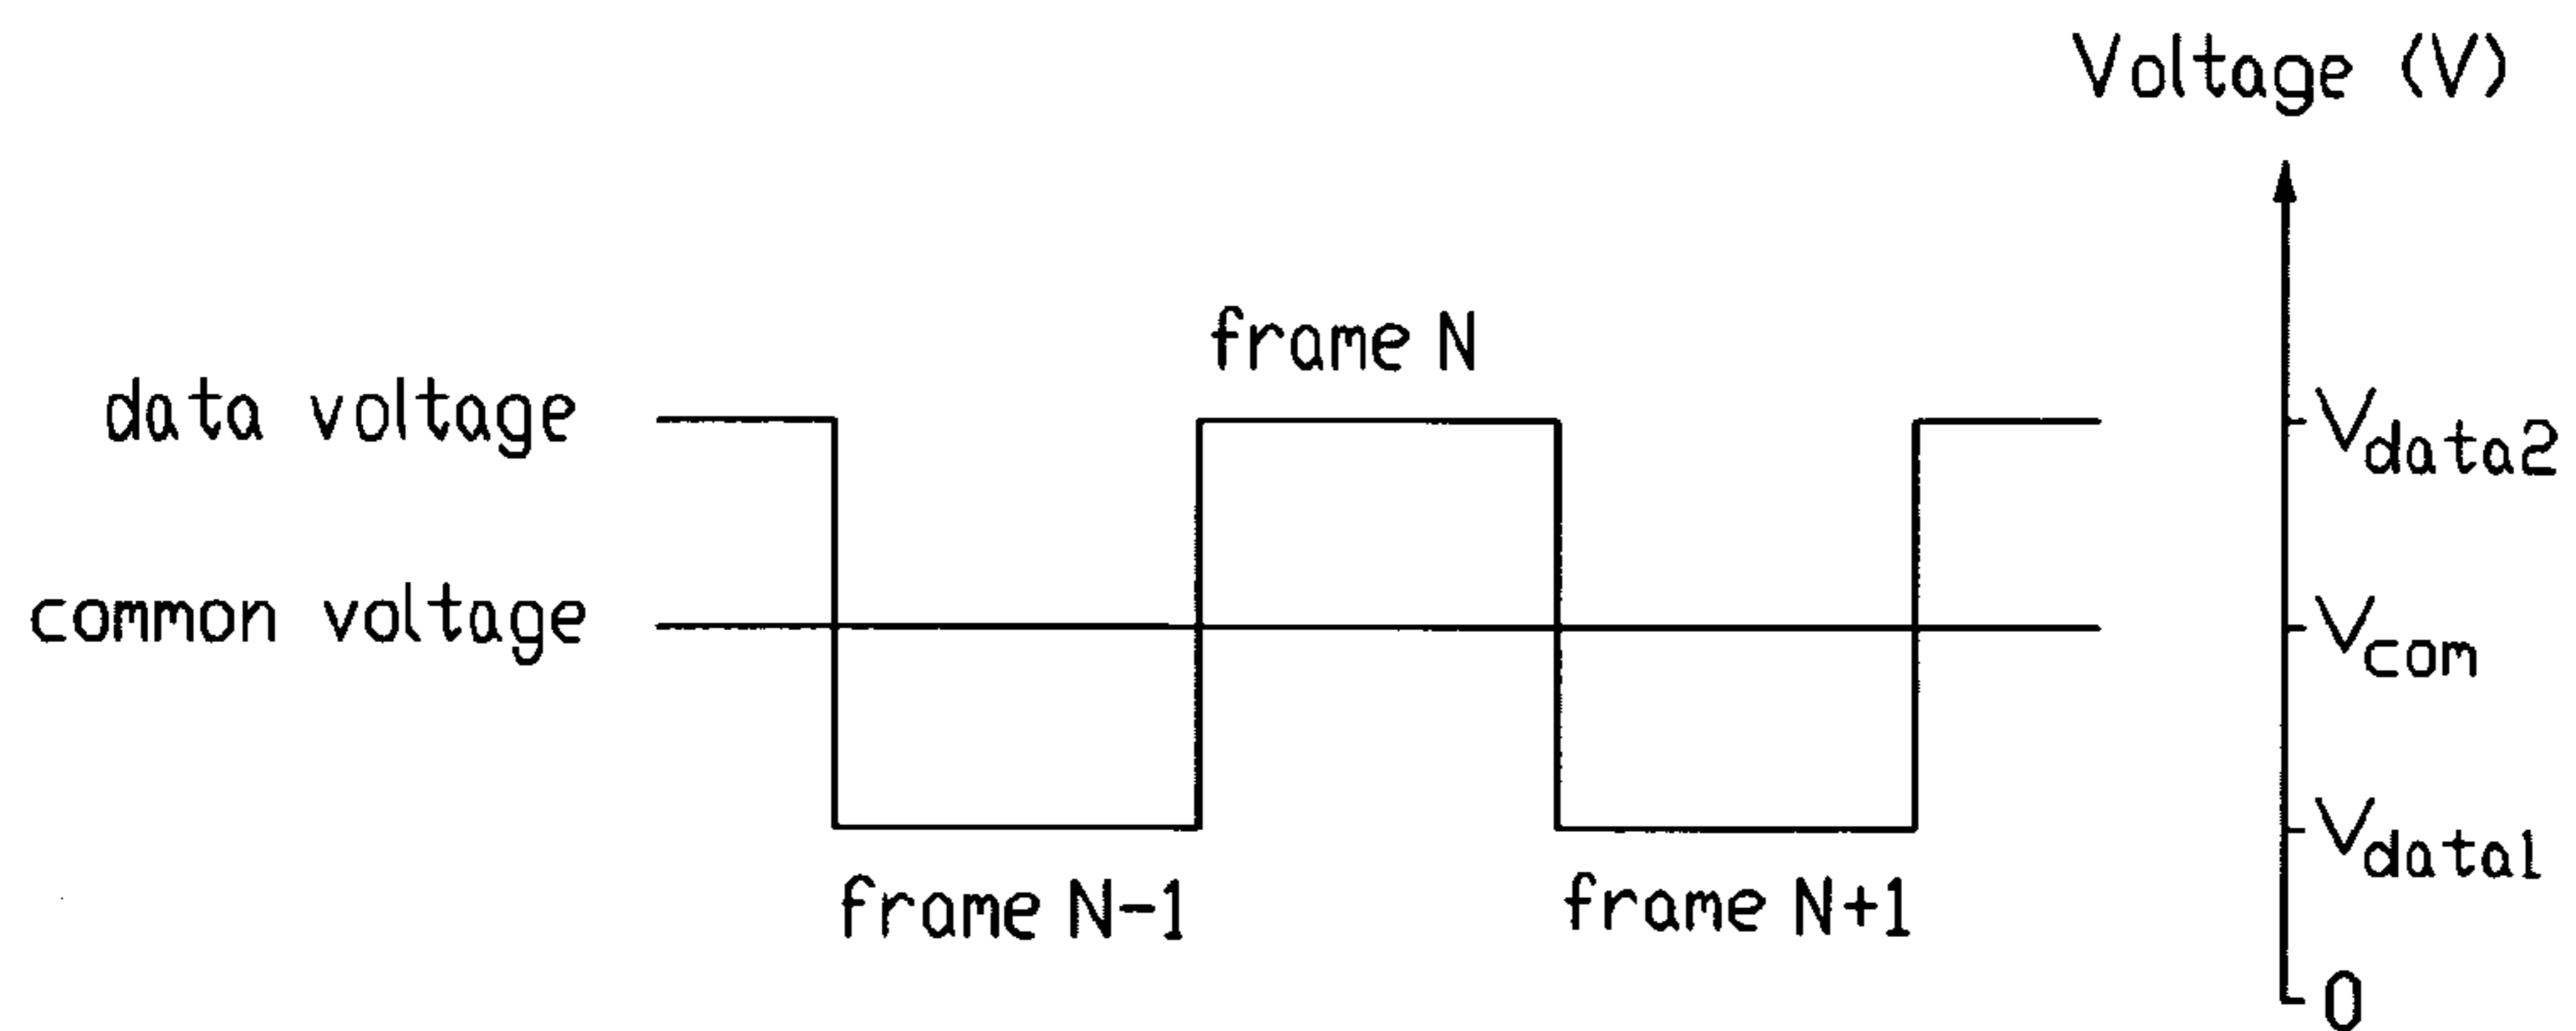 Voltage (V)
frame N
data voltage
Vdata2
common voltage
Vcom
Vdata1
frame N-1
frame N+1
0